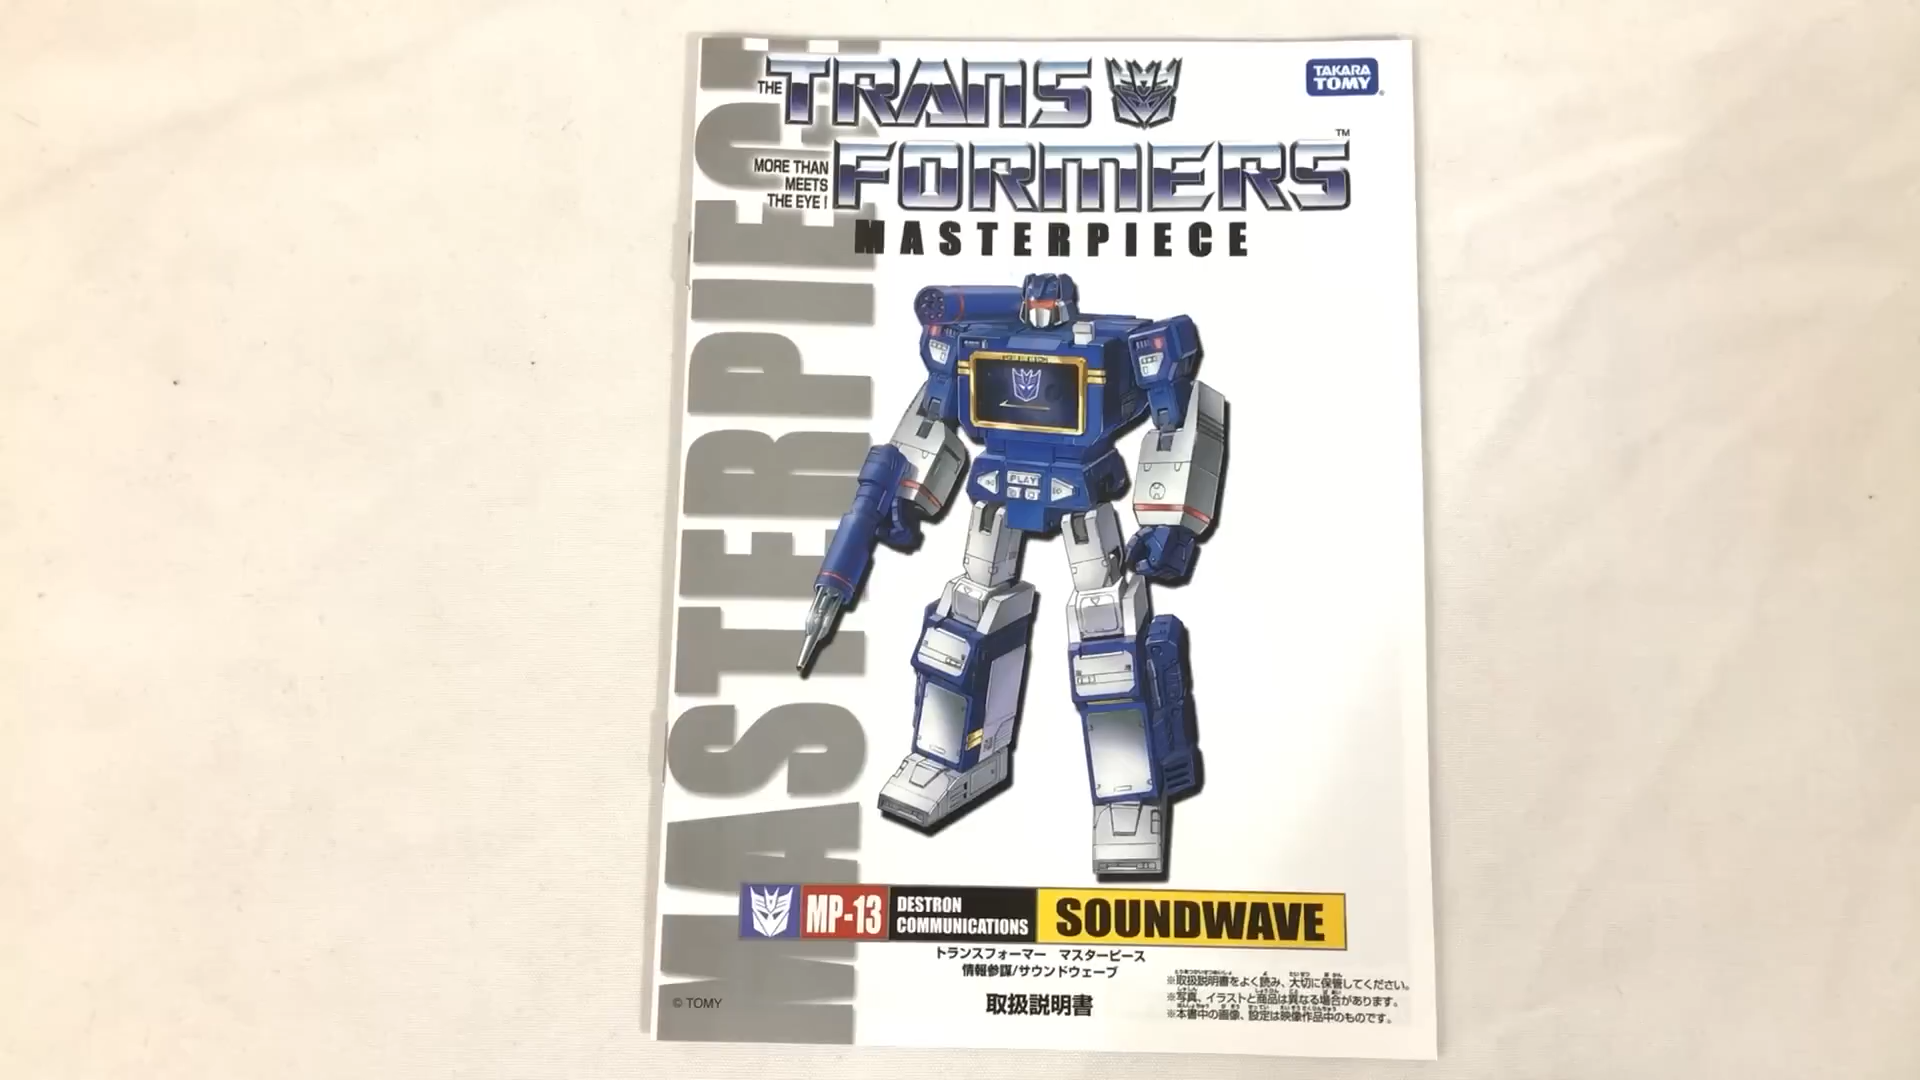 THE TRANS
FORMERS™
MORE THAN
MEETS
THE EYE!
MASTERPIECE
TAKARA
TOMY
MASTERPIECE
PLAY
PLAY
MP-13
DESTRON
COMMUNICATIONS
SOUNDWAVE
トランスフォーマー マスターピース
情報参謀/サウンドウェーブ
取扱説明書
※取扱説明書をよく読み、大切に保管してください。
※写真、イラストと商品は異なる場合があります。
※本書中の画像、設定は映像作品中のものです。
© TOMY